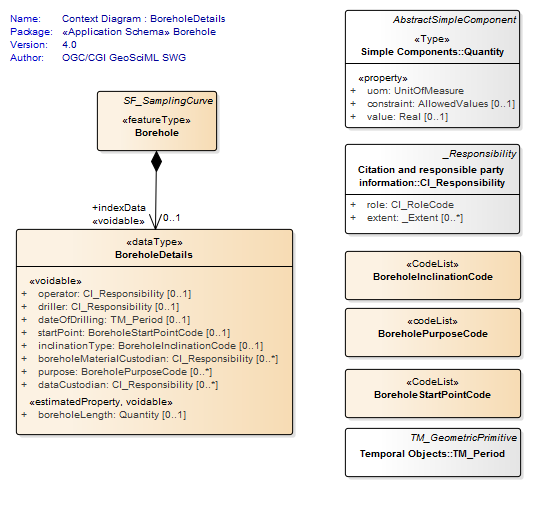 Name: Context Diagram : BoreholeDetails
Package: «Application Schema» Borehole
Version: 4.0
Author: OGC/CGI GeoSciML SWG
SF_SamplingCurve
«featureType»
Borehole
+indexData
«voidable»
0..1
«dataType»
BoreholeDetails
«voidable»
+ operator: CI_Responsibility [0..1]
+ driller: CI_Responsibility [0..1]
+ dateOfDrilling: TM_Period [0..1]
+ startPoint: BoreholeStartPointCode [0..1]
+ inclinationType: BoreholeInclinationCode [0..1]
+ boreholeMaterialCustodian: CI_Responsibility [0..*]
+ purpose: BoreholePurposeCode [0..*]
+ dataCustodian: CI_Responsibility [0..*]
«estimatedProperty, voidable»
+ boreholeLength: Quantity [0..1]
AbstractSimpleComponent
«Type»
Simple Components::Quantity
«property»
+ uom: UnitOfMeasure
+ constraint: AllowedValues [0..1]
+ value: Real [0..1]
_Responsibility
Citation and responsible party
information::CI_Responsibility
+ role: CI_RoleCode
+ extent: _Extent [0..*]
«CodeList»
BoreholeInclinationCode
«codeList»
BoreholePurposeCode
«CodeList»
BoreholeStartPointCode
TM_GeometricPrimitive
Temporal Objects::TM_Period